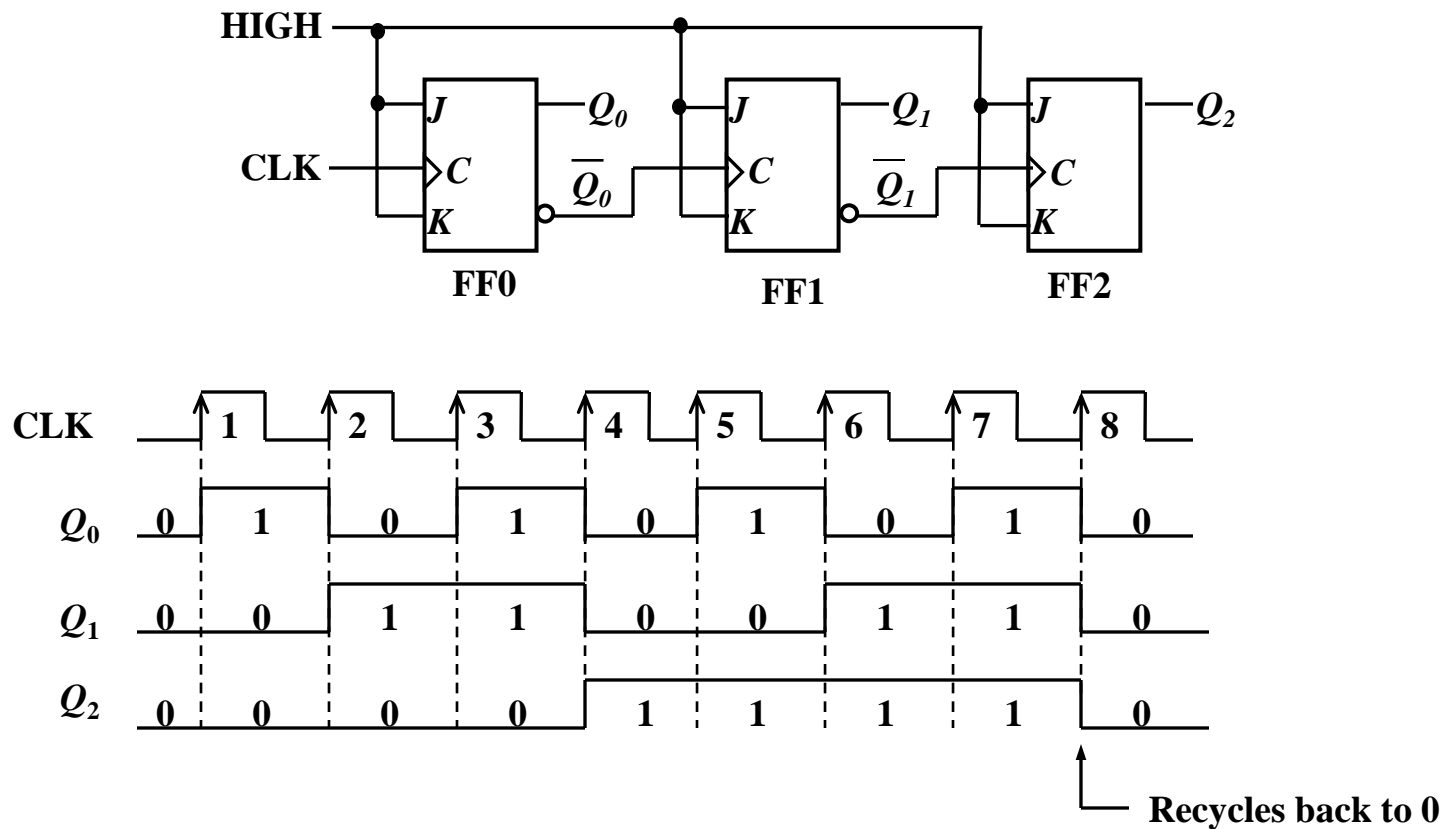 HIGH
J Q₀ J Q₁ J Q₂
CLK C Q̅₀ C Q̅₁ C
K K K
FF0 FF1 FF2
CLK 1 2 3 4 5 6 7 8
Q₀ 0 1 0 1 0 1 0 1 0
Q₁ 0 0 1 1 0 0 1 1 0
Q₂ 0 0 0 0 1 1 1 1 0
Recycles back to 0